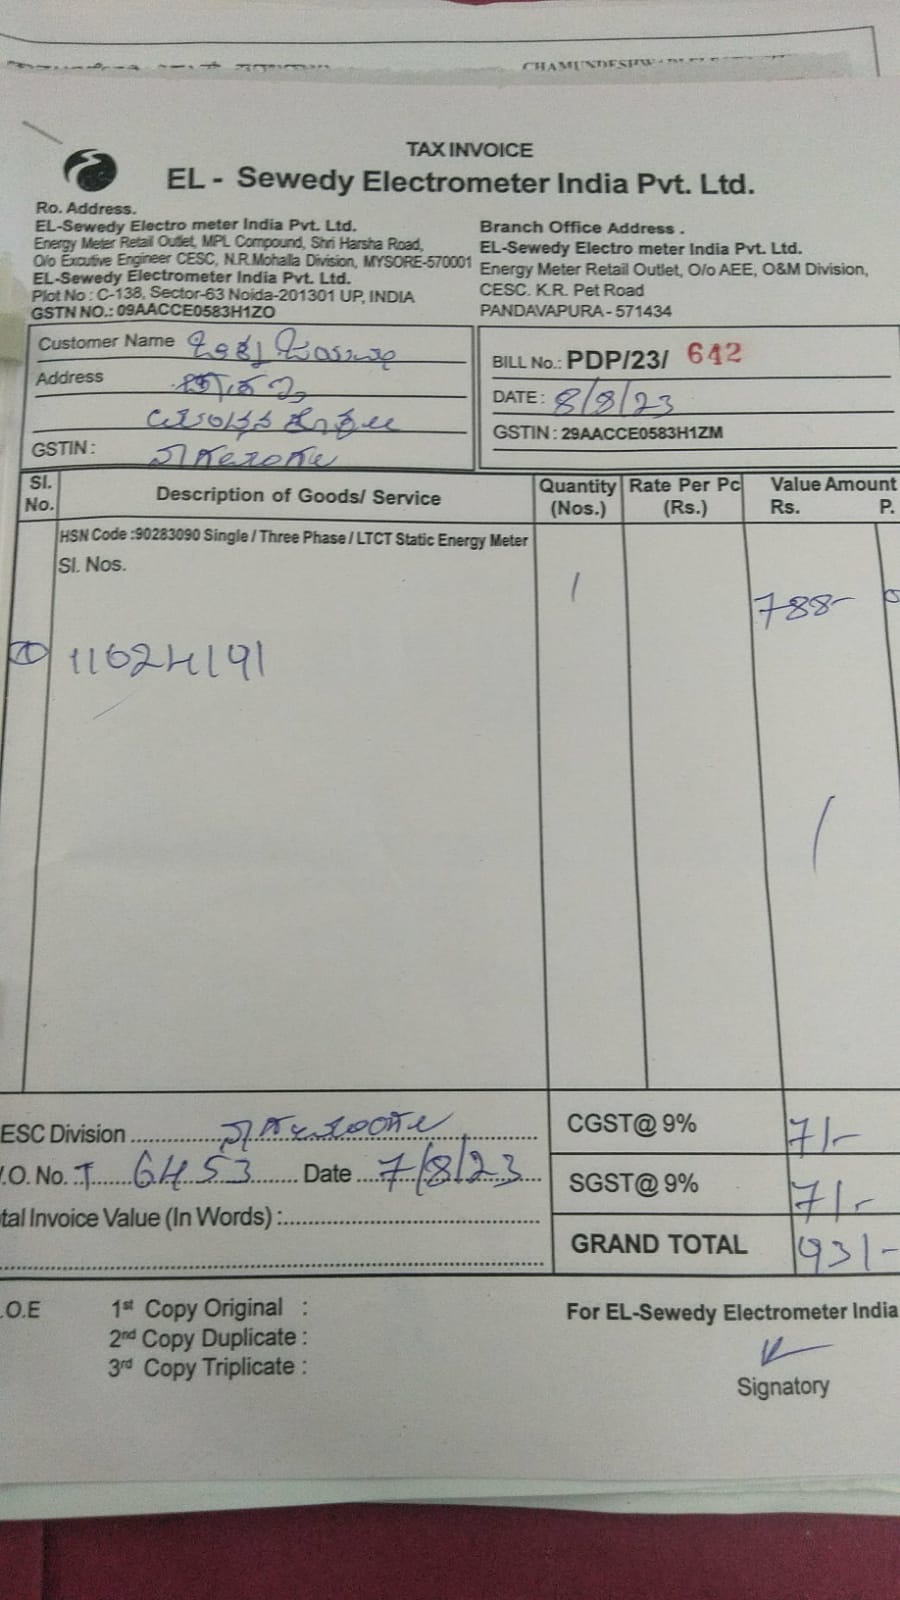 TAX INVOICE
EL - Sewedy Electrometer India Pvt. Ltd.
Ro. Address.
EL-Sewedy Electro meter India Pvt. Ltd.
Energy Meter Retail Outlet, MPL Compound, Shri Harsha Road,
O/o Excutive Engineer CESC, N.R.Mohalla Division, MYSORE-570001
EL-Sewedy Electrometer India Pvt. Ltd.
Plot No : C-138, Sector-63 Noida-201301 UP, INDIA
GSTN NO.: 09AACCE0583H1ZO
Branch Office Address .
EL-Sewedy Electro meter India Pvt. Ltd.
Energy Meter Retail Outlet, O/o AEE, O&M Division,
CESC. K.R. Pet Road
PANDAVAPURA - 571434
Customer Name
Address
GSTIN :
BILL No.: PDP/23/ 642
DATE : 8/8/23
GSTIN : 29AACCE0583H1ZM
Sl. No. Description of Goods/ Service Quantity (Nos.) Rate Per Pc (Rs.) Value Amount Rs. P.
HSN Code :90283090 Single / Three Phase / LTCT Static Energy Meter
Sl. Nos.
1 788-
11024191
ESC Division
.O. No. T 6453 Date 7/8/23
tal Invoice Value (In Words) :
CGST@ 9% 71-
SGST@ 9% 71-
GRAND TOTAL 931-
.O.E
1st Copy Original :
2nd Copy Duplicate :
3rd Copy Triplicate :
For EL-Sewedy Electrometer India
Signatory